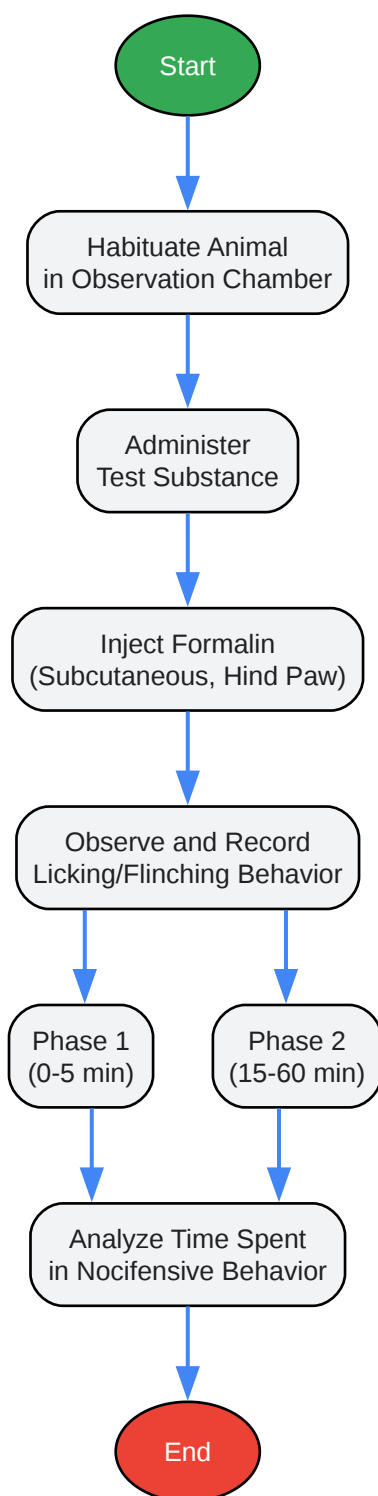 Start
Habituate Animal
in Observation Chamber
Administer
Test Substance
Inject Formalin
(Subcutaneous, Hind Paw)
Observe and Record
Licking/Flinching Behavior
Phase 1
(0-5 min)
Phase 2
(15-60 min)
Analyze Time Spent
in Nocifensive Behavior
End